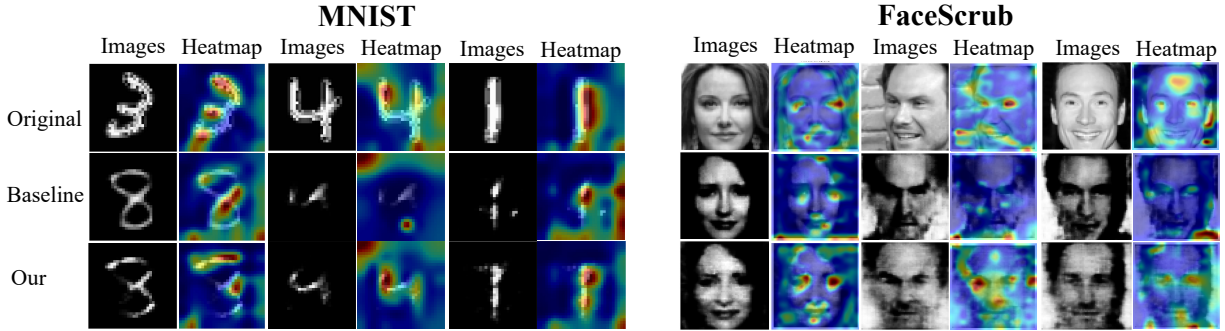 MNIST
FaceScrub
Images Heatmap Images Heatmap Images Heatmap
Images Heatmap Images Heatmap Images Heatmap
Original
Baseline
Our